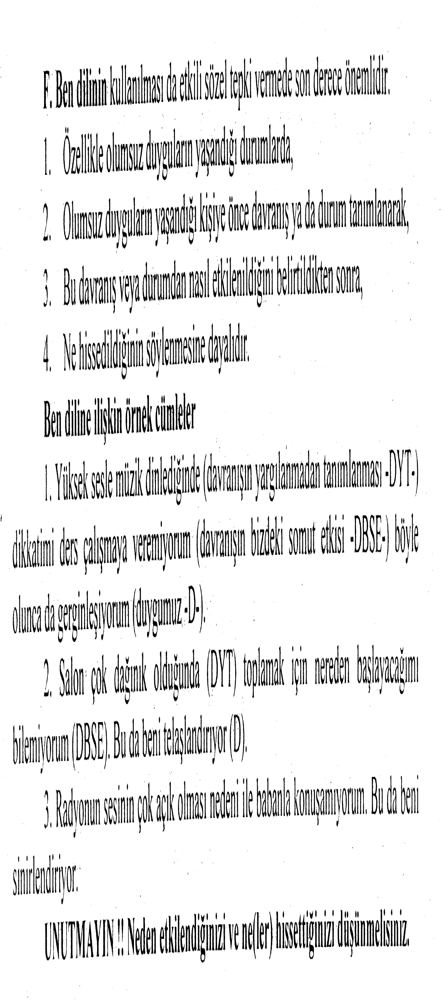 F. Ben dilinin kullanılması da etkili sözel tepki vermede son derece önemlidir.
1. Özellikle olumsuz duyguların yaşandığı durumlarda,
2. Olumsuz duyguların yaşandığı kişiye önce davranış ya da durum tanımlanarak,
3. Bu davranış veya durumdan nasıl etkilenildiğini belirtildikten sonra,
4. Ne hissedildiğinin söylenmesine dayalıdır.
Ben diline ilişkin örnek cümleler
1. Yüksek sesle müzik dinlediğinde (davranışın yargılanmadan tanımlanması -DYT-)
dikkatimi ders çalışmaya veremiyorum (davranışın bizdeki somut etkisi -DBSE-) böyle
olunca da gerginleşiyorum (duygumuz -D-).
2. Salon çok dağınık olduğunda (DYT) toplamak için nereden başlayacağımı
bilemiyorum (DBSE). Bu da beni telaşlandırıyor (D).
3. Radyonun sesinin çok açık olması nedeni ile babanla konuşamıyorum. Bu da beni
sinirlendiriyor.
UNUTMAYIN !! Neden etkilendiğinizi ve ne(ler) hissettiğinizi düşünmelisiniz.